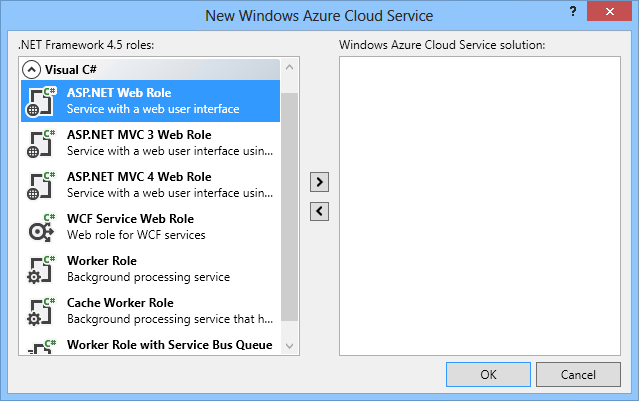 New Windows Azure Cloud Service
? ×
.NET Framework 4.5 roles:
Windows Azure Cloud Service solution:
Visual C#
C# ASP.NET Web Role
Service with a web user interface
C# ASP.NET MVC 3 Web Role
Service with a web user interface usin...
C# ASP.NET MVC 4 Web Role
Service with a web user interface usin...
C# WCF Service Web Role
Web role for WCF services
C# Worker Role
Background processing service
C# Cache Worker Role
Background processing service that h...
C# Worker Role with Service Bus Queue
>
<
OK
Cancel